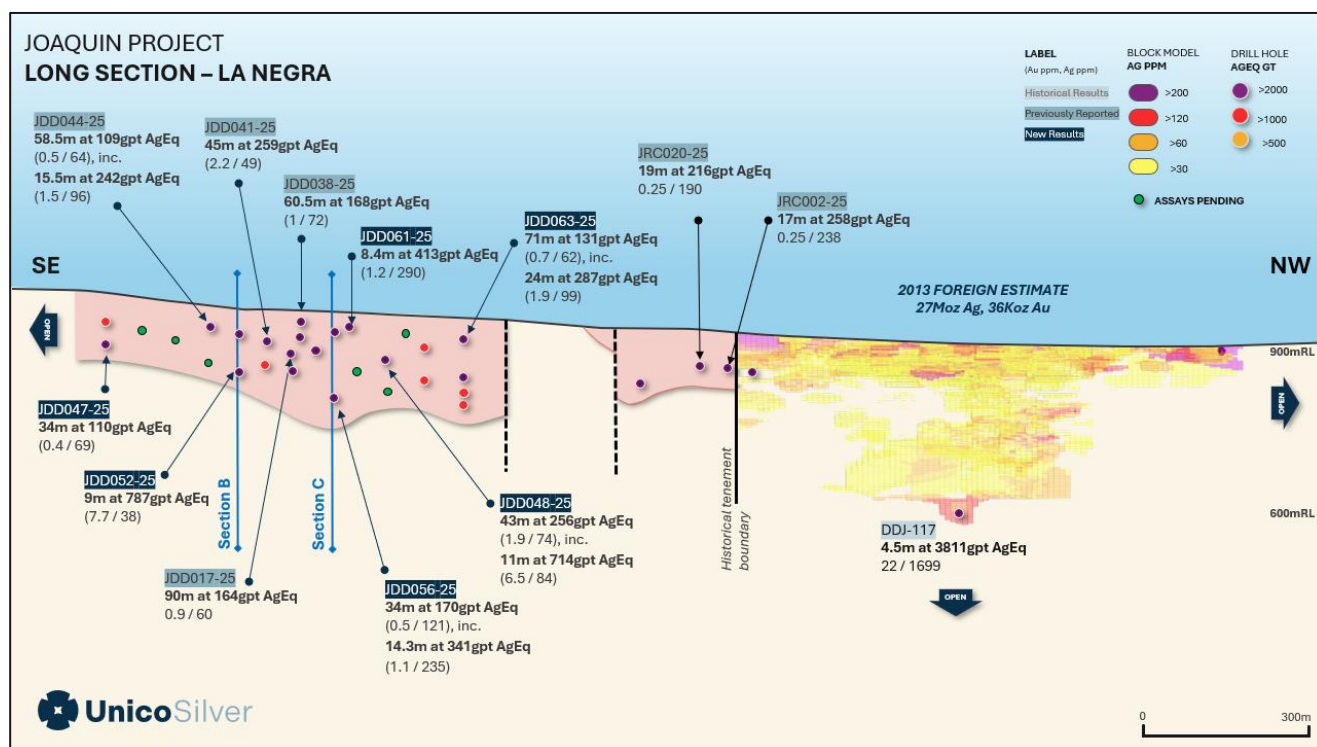 JOAQUIN PROJECT
LONG SECTION – LA NEGRA
LABEL
(Au ppm, Ag ppm)
Historical Results
Previously Reported
New Results
BLOCK MODEL
AG PPM
>200
>120
>60
>30
DRILL HOLE
AGEQ GT
>2000
>1000
>500
ASSAYS PENDING
JDD044-25
58.5m at 109gpt AgEq
(0.5 / 64), inc.
15.5m at 242gpt AgEq
(1.5 / 96)
JDD041-25
45m at 259gpt AgEq
(2.2 / 49)
JDD038-25
60.5m at 168gpt AgEq
(1 / 72)
JDD061-25
8.4m at 413gpt AgEq
(1.2 / 290)
JDD063-25
71m at 131gpt AgEq
(0.7 / 62), inc.
24m at 287gpt AgEq
(1.9 / 99)
JRC020-25
19m at 216gpt AgEq
0.25 / 190
JRC002-25
17m at 258gpt AgEq
0.25 / 238
SE
NW
2013 FOREIGN ESTIMATE
27Moz Ag, 36Koz Au
OPEN
900mRL
OPEN
JDD047-25
34m at 110gpt AgEq
(0.4 / 69)
JDD052-25
9m at 787gpt AgEq
(7.7 / 38)
Section B
Section C
JDD017-25
90m at 164gpt AgEq
0.9 / 60
JDD056-25
34m at 170gpt AgEq
(0.5 / 121), inc.
14.3m at 341gpt AgEq
(1.1 / 235)
JDD048-25
43m at 256gpt AgEq
(1.9 / 74), inc.
11m at 714gpt AgEq
(6.5 / 84)
Historical tenement
boundary
600mRL
DDJ-117
4.5m at 3811gpt AgEq
22 / 1699
OPEN
UnicoSilver
0 300m